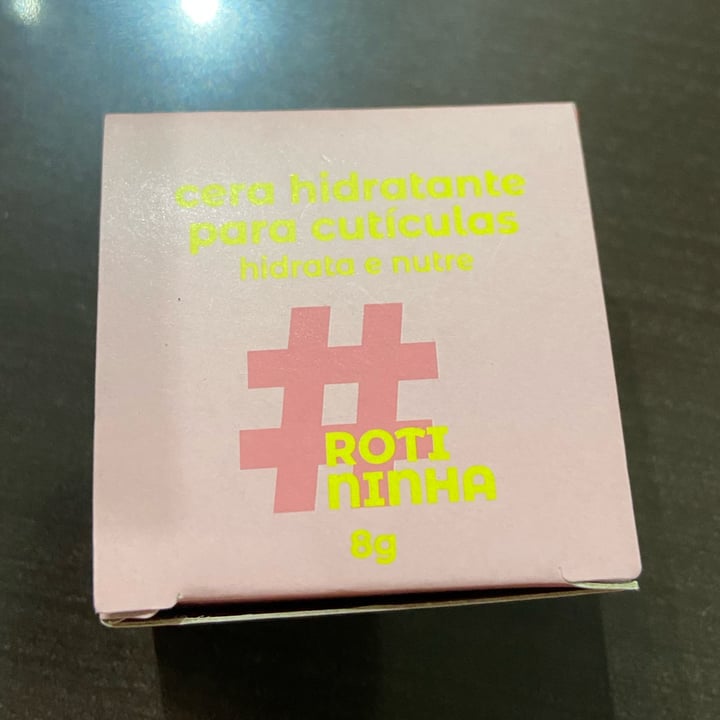 cera hidratante
para cutículas
hidrata e nutre
#
ROTI
NINHA
8g